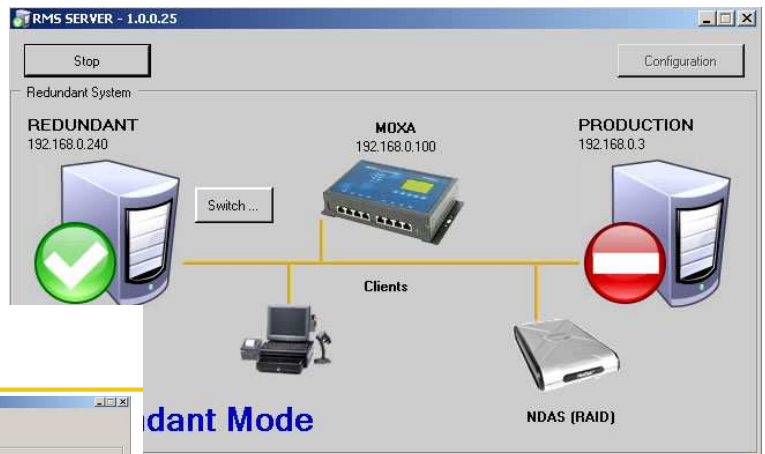 RMS SERVER - 1.0.0.25
Stop
Configuration
Redundant System
REDUNDANT
192.168.0.240
MOXA
192.168.0.100
PRODUCTION
192.168.0.3
Switch ...
Clients
dant Mode
NDAS (RAID)